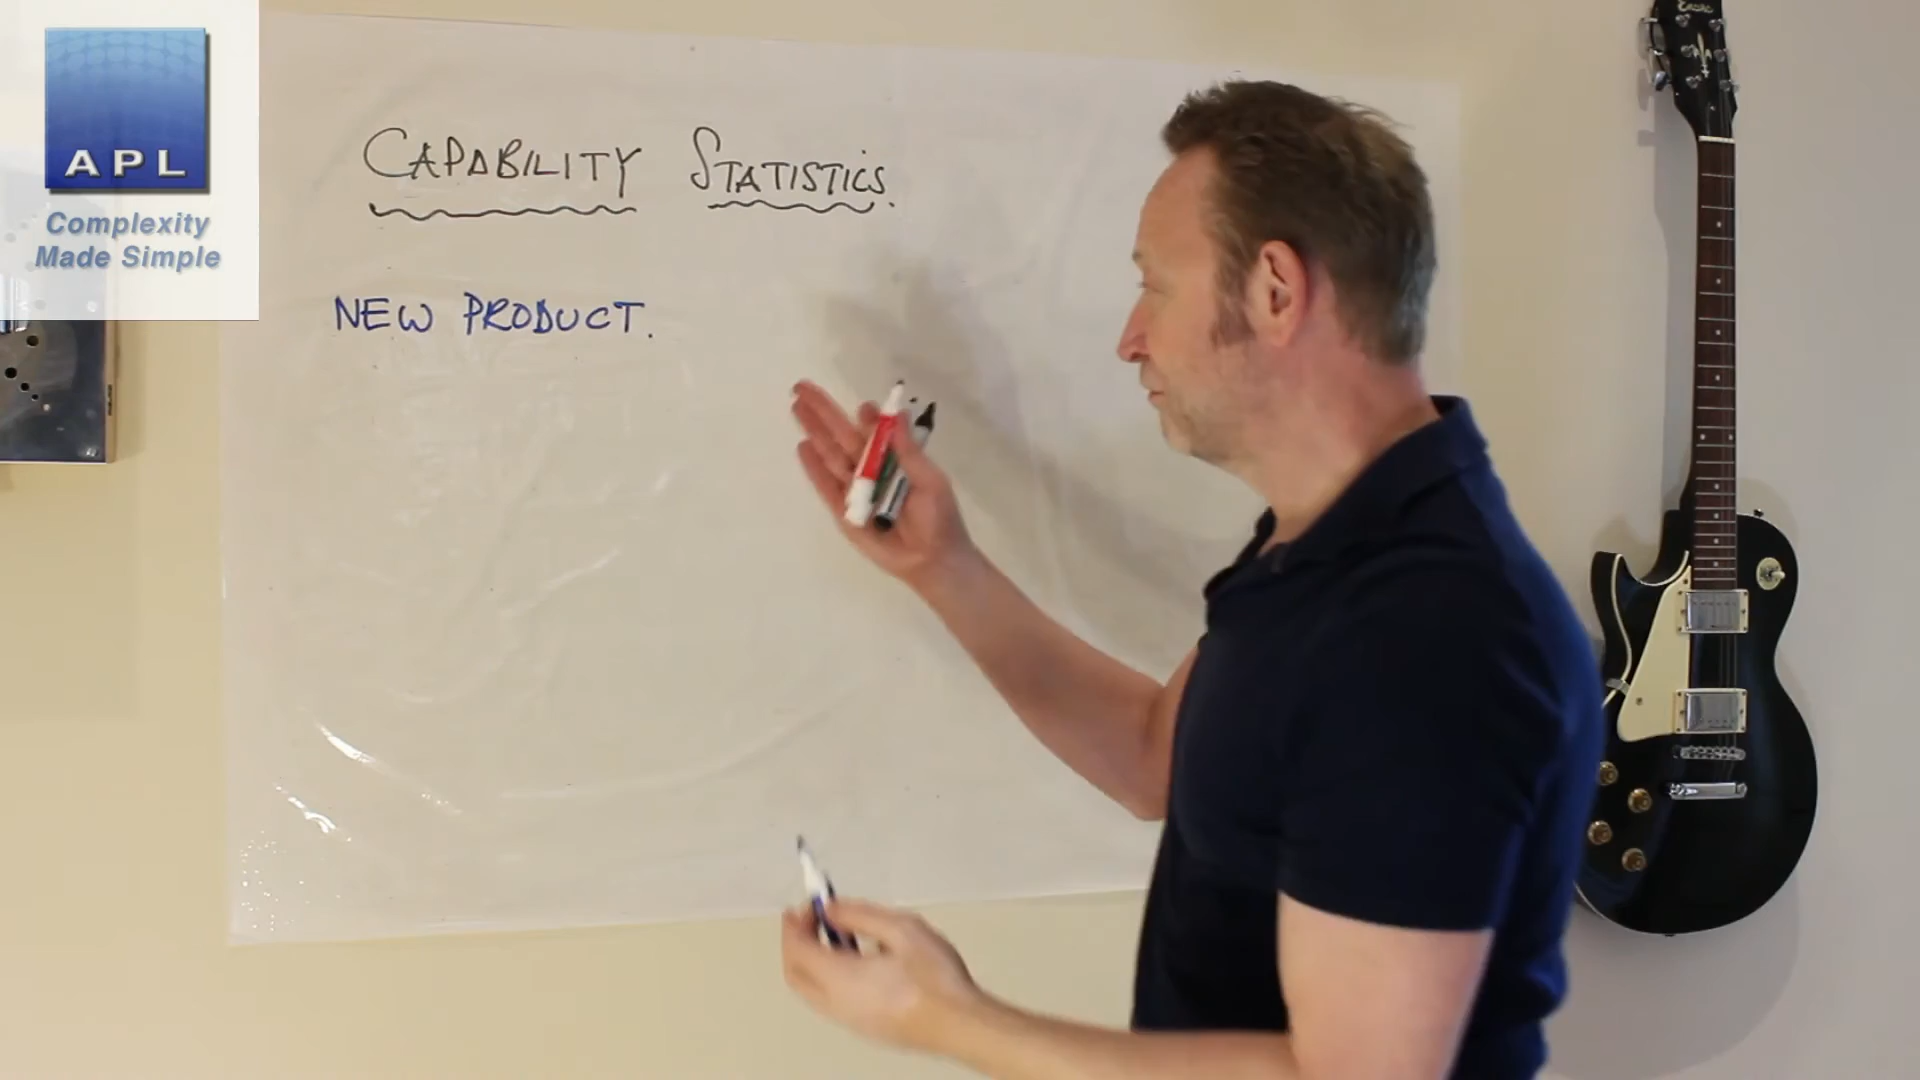 APL
Complexity
Made Simple
CAPABILITY STATISTICS.
NEW PRODUCT.